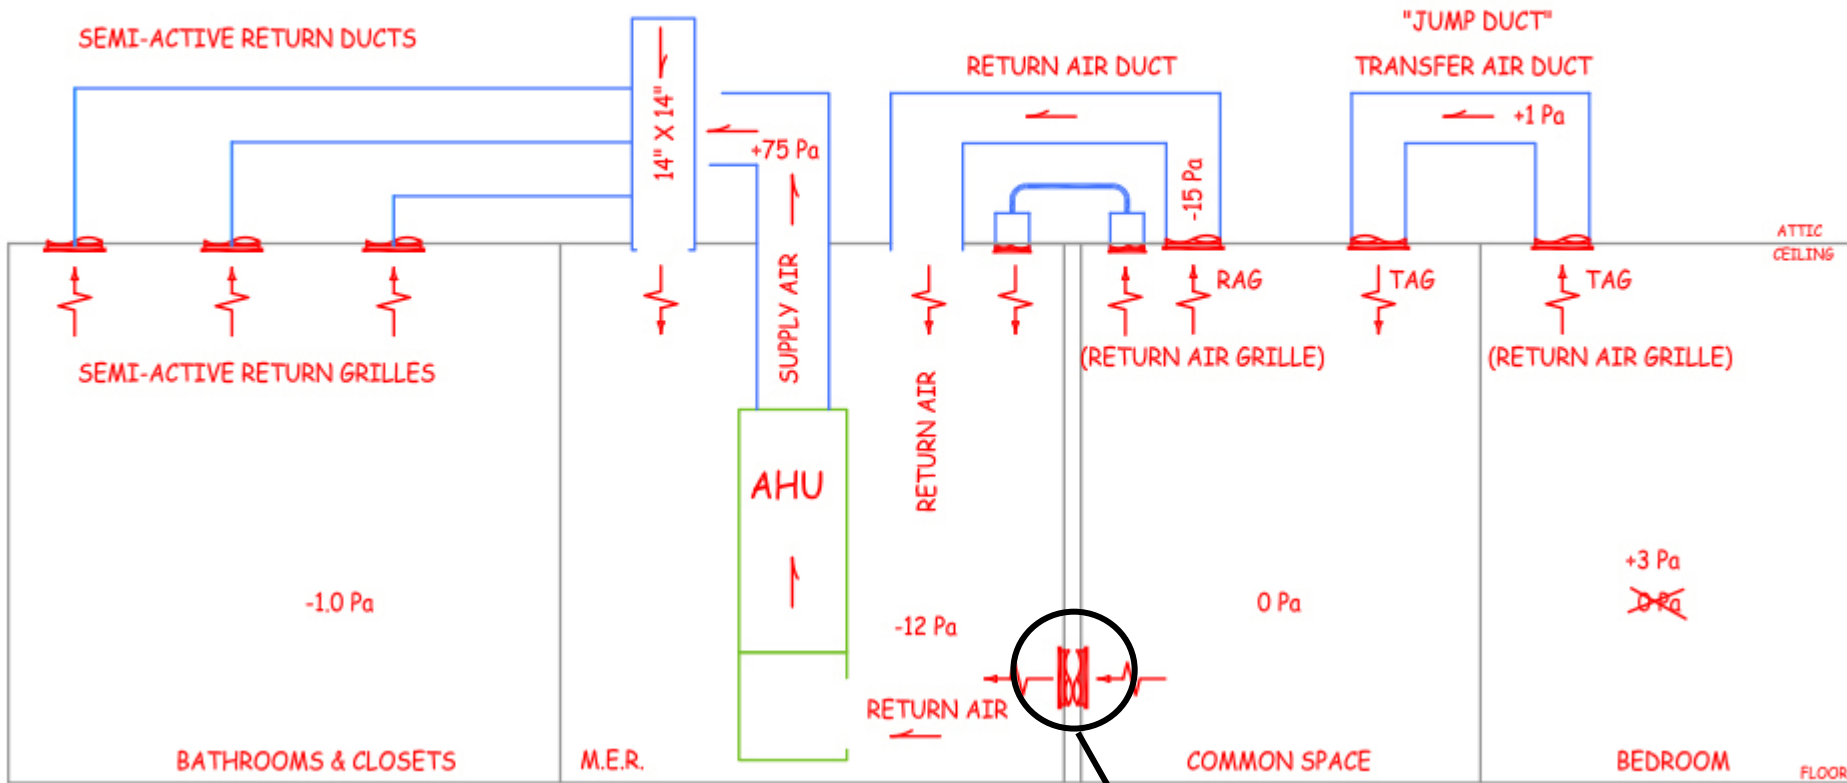 "JUMP DUCT"
SEMI-ACTIVE RETURN DUCTS
RETURN AIR DUCT
TRANSFER AIR DUCT
14" X 14"
+75 Pa
+1 Pa
-15 Pa
ATTIC
CEILING
SUPPLY AIR
RAG
TAG
TAG
SEMI-ACTIVE RETURN GRILLES
(RETURN AIR GRILLE)
(RETURN AIR GRILLE)
RETURN AIR
AHU
+3 Pa
-1.0 Pa
0 Pa
0 Pa
-12 Pa
RETURN AIR
BATHROOMS & CLOSETS
M.E.R.
COMMON SPACE
BEDROOM
FLOOR